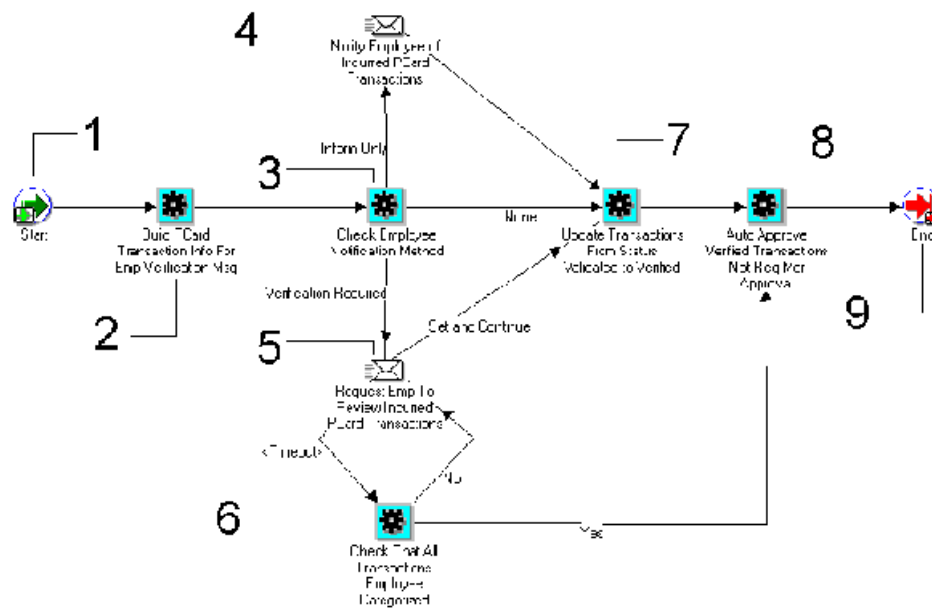 4
Notify Employee of
Incurred PCard
Transactions
1
7
8
Inform Only
3
Start
None
End
Build PCard
Transaction Info For
Emp Verification Msg
Check Employee
Notification Method
Update Transactions
From Status
Validated to Verified
Auto Approve
Verified Transactions
Not Req Mgr
Approval
Verification Required
2
9
and Continue
5
Request Emp To
Review Incurred
PCard Transactions
<Timeout>
No
6
Yes
Check That All
Transactions
Employee
Categorized